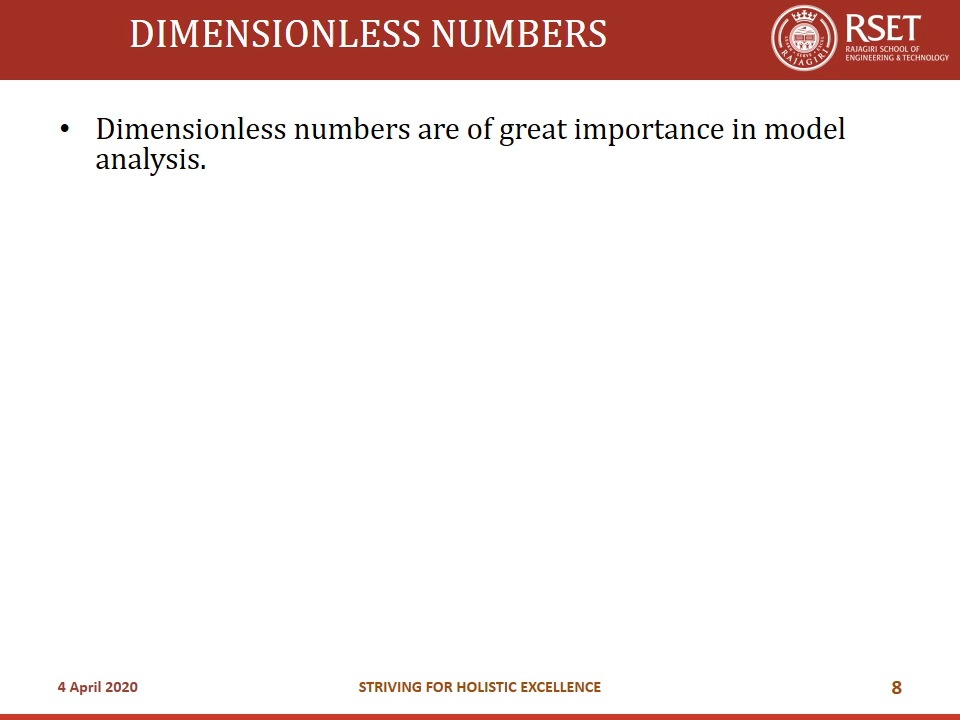 DIMENSIONLESS NUMBERS
RSET
RAJAGIRI SCHOOL OF
ENGINEERING & TECHNOLOGY
RAJAGIRI
• Dimensionless numbers are of great importance in model
analysis.
4 April 2020
STRIVING FOR HOLISTIC EXCELLENCE
8